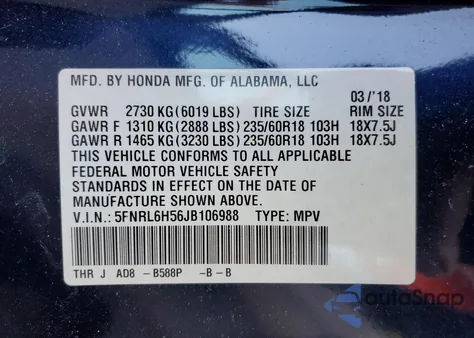 MFD. BY HONDA MFG. OF ALABAMA, LLC
03/'18
GVWR 2730 KG (6019 LBS) TIRE SIZE RIM SIZE
GAWR F 1310 KG (2888 LBS) 235/60R18 103H 18X7.5J
GAWR R 1465 KG (3230 LBS) 235/60R18 103H 18X7.5J
THIS VEHICLE CONFORMS TO ALL APPLICABLE
FEDERAL MOTOR VEHICLE SAFETY
STANDARDS IN EFFECT ON THE DATE OF
MANUFACTURE SHOWN ABOVE.
V.I.N.: 5FNRL6H56JB106988 TYPE: MPV
THR J AD8 -B588P -B-B
autoSnap